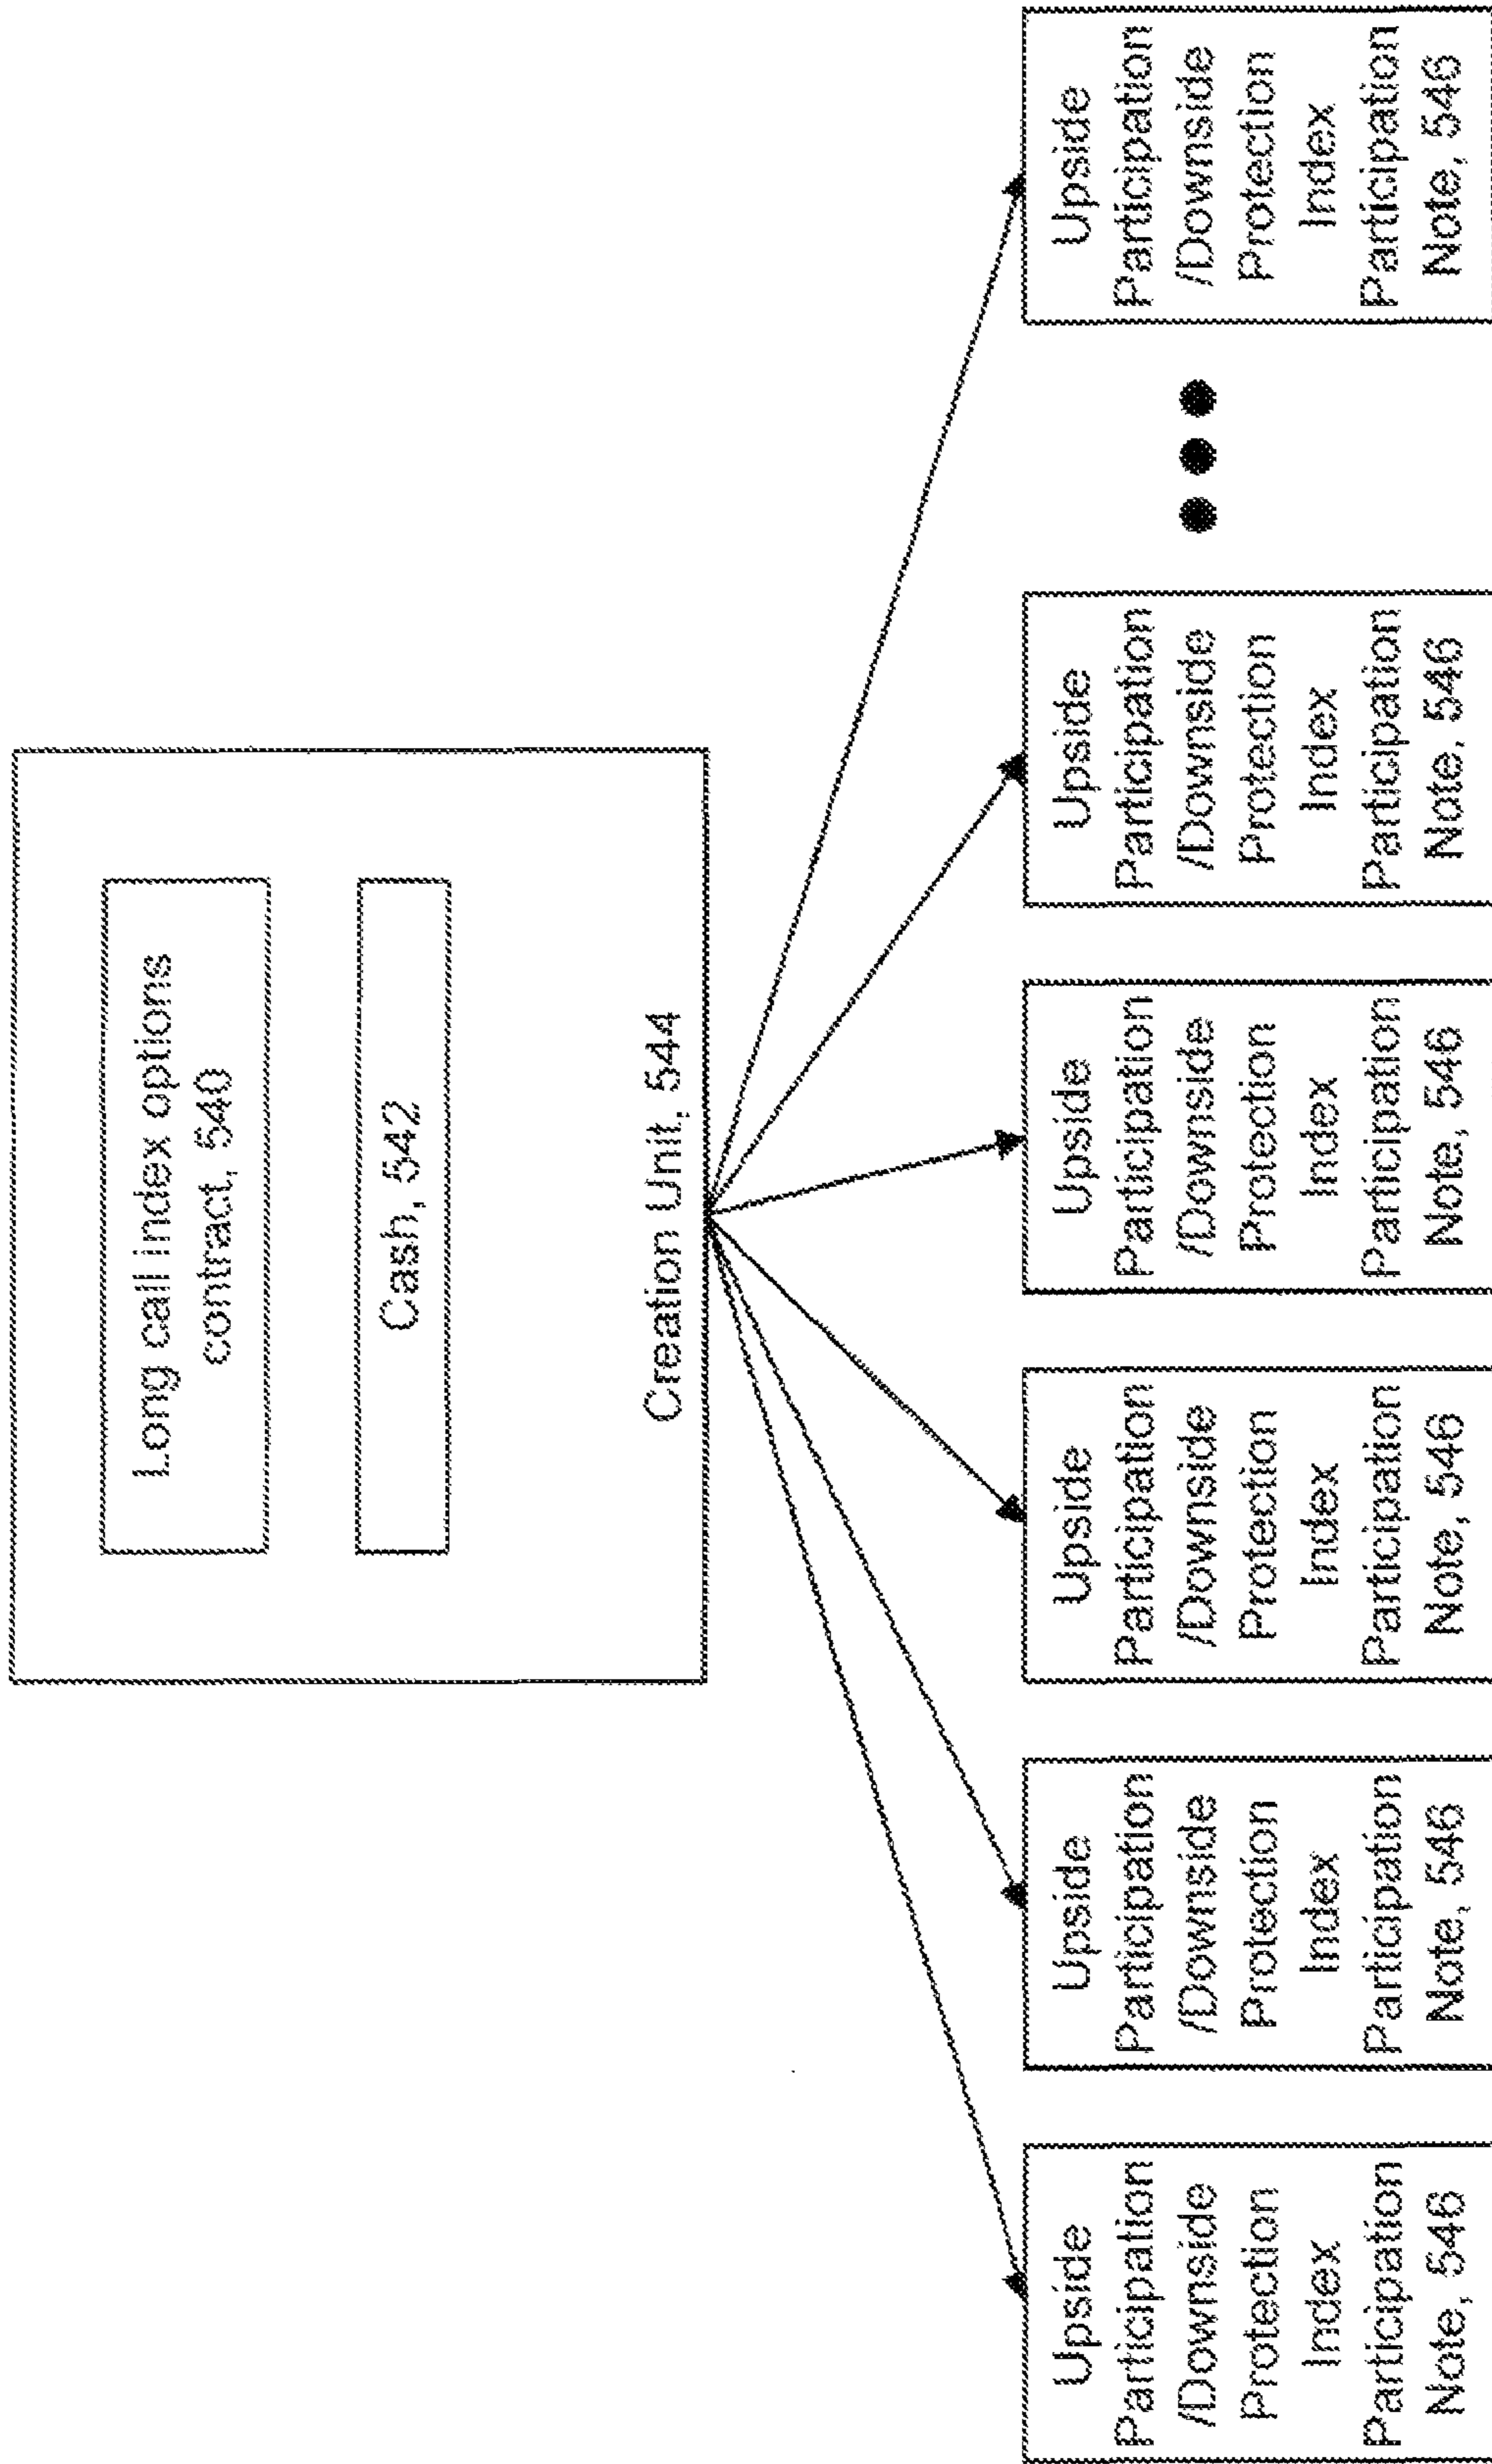 Long call index options
contract, 540
Cash, 542
Creation Unit, 544
Upside
Participation
/Downside
Protection
Index
Participation
Note, 546
Upside
Participation
/Downside
Protection
Index
Participation
Note, 546
Upside
Participation
/Downside
Protection
Index
Participation
Note, 546
Upside
Participation
/Downside
Protection
Index
Participation
Note, 546
Upside
Participation
/Downside
Protection
Index
Participation
Note, 546
Upside
Participation
/Downside
Protection
Index
Participation
Note, 546